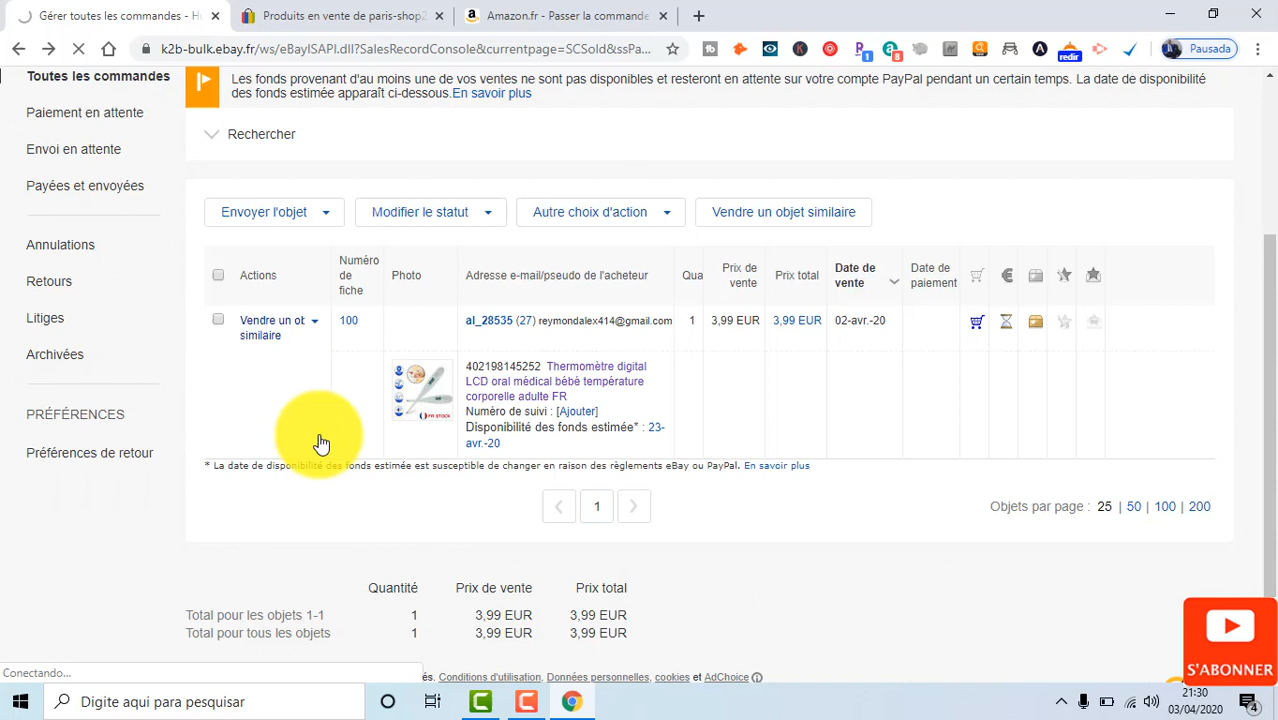 Gérer toutes les commandes - Hu
Produits en vente de paris-shop2
Amazon.fr - Passer la commande
k2b-bulk.ebay.fr/ws/eBayISAPI.dll?SalesRecordConsole&currentpage=SCSold&ssPa...
1
8
redir
Pausada
Toutes les commandes
Paiement en attente
Envoi en attente
Payées et envoyées
Annulations
Retours
Litiges
Archivées
PRÉFÉRENCES
Préférences de retour
Les fonds provenant d'au moins une de vos ventes ne sont pas disponibles et resteront en attente sur votre compte PayPal pendant un certain temps. La date de disponibilité
des fonds estimée apparaît ci-dessous.En savoir plus
Rechercher
Envoyer l'objet
Modifier le statut
Autre choix d'action
Vendre un objet similaire
Actions
Numéro
de
fiche
Photo
Adresse e-mail/pseudo de l'acheteur
Qua
Prix de
vente
Prix total
Date de
vente
Date de
paiement
Vendre un ot
similaire
100
al_28535 (27) reymondalex414@gmail.com
1
3,99 EUR
3,99 EUR
02-avr.-20
FR STOCK
402198145252 Thermomètre digital
LCD oral médical bébé température
corporelle adulte FR
Numéro de suivi : [Ajouter]
Disponibilité des fonds estimée* : 23-
avr.-20
* La date de disponibilité des fonds estimée est susceptible de changer en raison des règlements eBay ou PayPal. En savoir plus
1
Objets par page : 25 | 50 | 100 | 200
Quantité Prix de vente Prix total
Total pour les objets 1-1 1 3,99 EUR 3,99 EUR
Total pour tous les objets 1 3,99 EUR 3,99 EUR
Conectando...
és. Conditions d'utilisation, Données personnelles, cookies et AdChoice
S'ABONNER
Digite aqui para pesquisar
21:30
03/04/2020
4